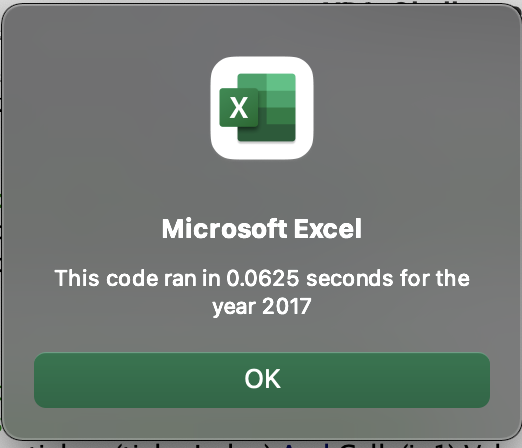 X
Microsoft Excel
This code ran in 0.0625 seconds for the
year 2017
OK